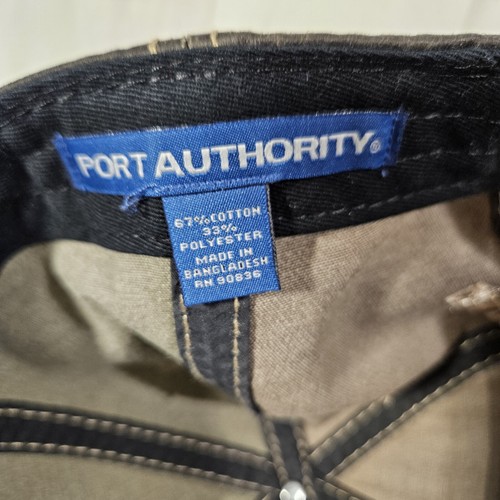 PORT AUTHORITY®
67% COTTON
33%
POLYESTER
MADE IN
BANGLADESH
RN 90836